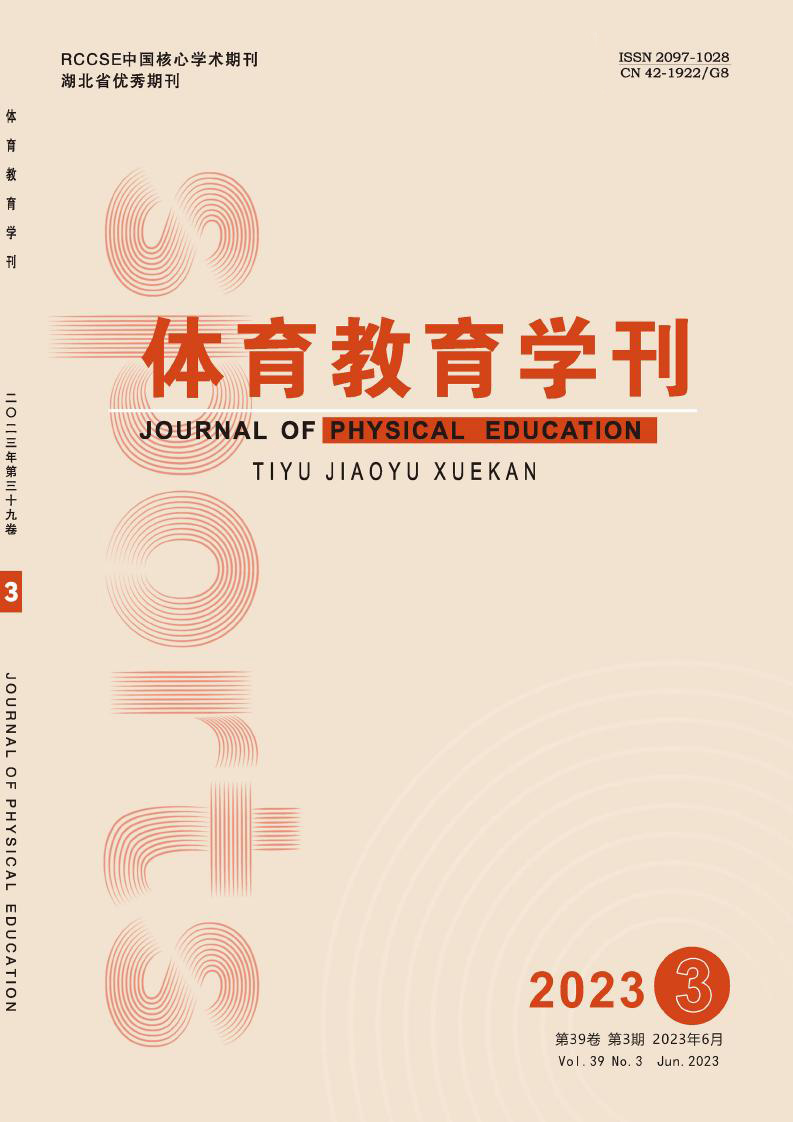 RCCSE中国核心学术期刊
湖北省优秀期刊
ISSN 2097-1028
CN 42-1922/G8
体育教育学刊
二〇二三年第三十九卷
3
JOURNAL OF PHYSICAL EDUCATION
sports
体育教育学刊
JOURNAL OF PHYSICAL EDUCATION
TIYU JIAOYU XUEKAN
2023 3
第39卷 第3期 2023年6月
Vol.39 No.3 Jun.2023